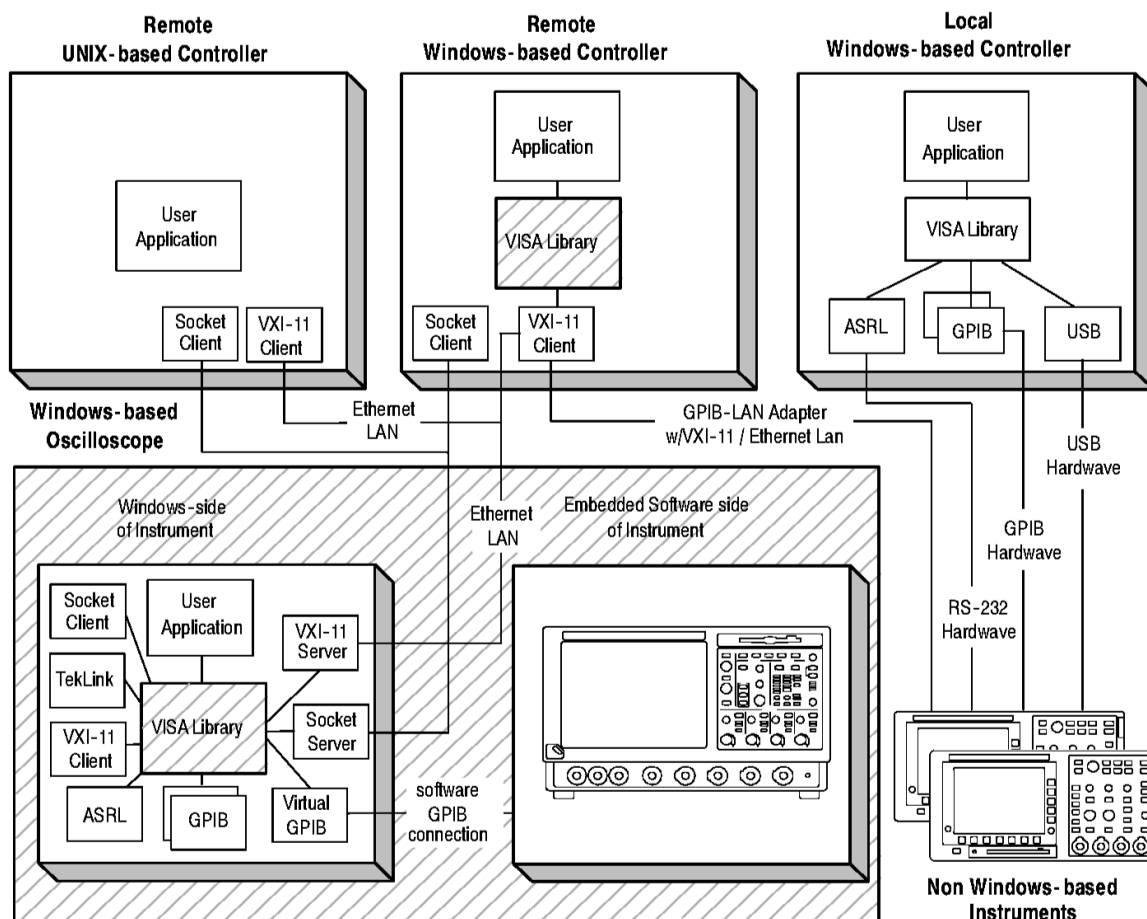 Remote
UNIX-based Controller
Remote
Windows-based Controller
Local
Windows-based Controller
User
Application
Socket
Client
VXI-11
Client
User
Application
VISA Library
Socket
Client
VXI-11
Client
User
Application
VISA Library
ASRL
GPIB
USB
Windows-based
Oscilloscope
Ethernet
LAN
GPIB-LAN Adapter
w/VXI-11 / Ethernet Lan
USB
Hardwave
Windows-side
of Instrument
Ethernet
LAN
Embedded Software side
of Instrument
GPIB
Hardwave
RS-232
Hardwave
Socket
Client
User
Application
VXI-11
Server
TekLink
VISA Library
Socket
Server
VXI-11
Client
ASRL
GPIB
Virtual
GPIB
software
GPIB
connection
Non Windows-based
Instruments